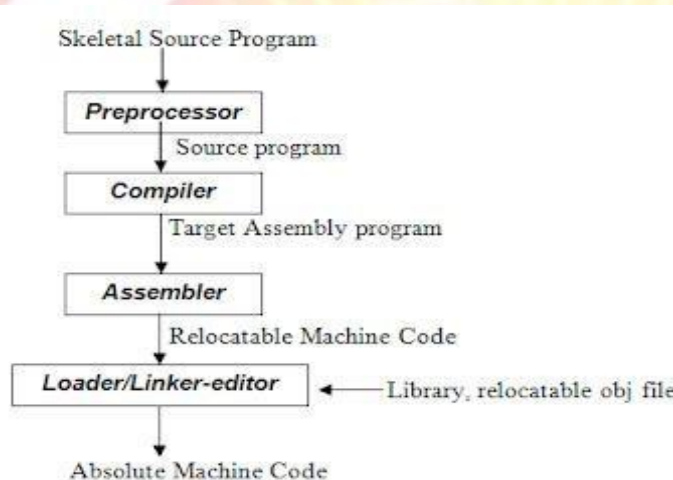 Skeletal Source Program
Preprocessor
Source program
Compiler
Target Assembly program
Assembler
Relocatable Machine Code
Loader/Linker-editor
Library, relocatable obj file
Absolute Machine Code